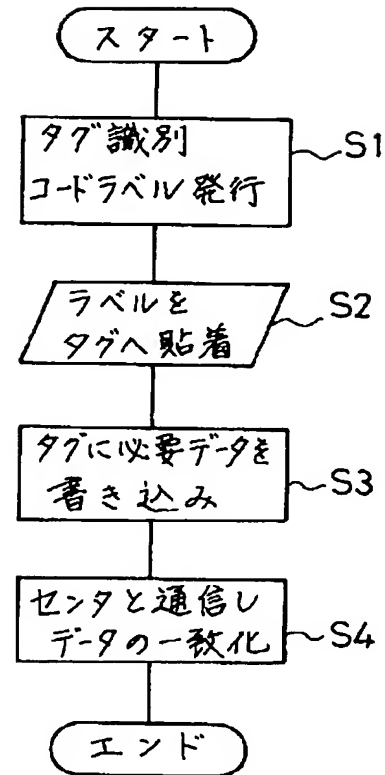 スタート
タグ識別
コードラベル発行
S1
ラベルを
タグへ貼着
S2
タグに必要データを
書き込み
S3
センタと通信し
データの一致化
S4
エンド